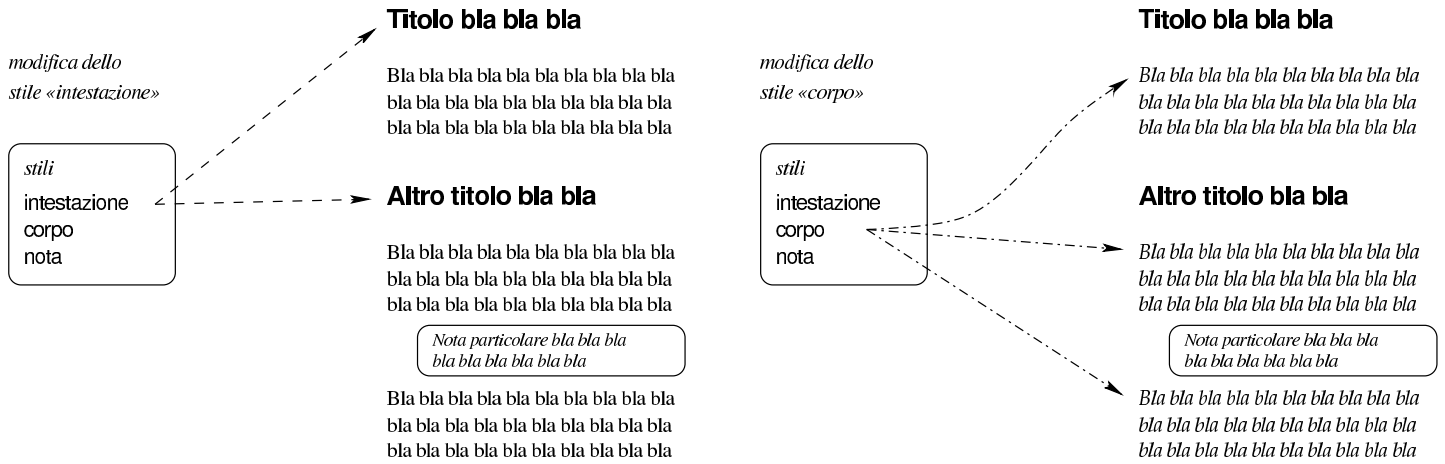 modifica dello
stile «intestazione»
stili
intestazione
corpo
nota
Titolo bla bla bla
Bla bla bla bla bla bla bla bla bla bla
bla bla bla bla bla bla bla bla bla bla
bla bla bla bla bla bla bla bla bla bla
Altro titolo bla bla
Bla bla bla bla bla bla bla bla bla bla
bla bla bla bla bla bla bla bla bla bla
bla bla bla bla bla bla bla bla bla bla
Nota particolare bla bla bla
bla bla bla bla bla bla bla
Bla bla bla bla bla bla bla bla bla bla
bla bla bla bla bla bla bla bla bla bla
bla bla bla bla bla bla bla bla bla bla
modifica dello
stile «corpo»
stili
intestazione
corpo
nota
Titolo bla bla bla
Bla bla bla bla bla bla bla bla bla bla
bla bla bla bla bla bla bla bla bla bla
bla bla bla bla bla bla bla bla bla bla
Altro titolo bla bla
Bla bla bla bla bla bla bla bla bla bla
bla bla bla bla bla bla bla bla bla bla
bla bla bla bla bla bla bla bla bla bla
Nota particolare bla bla bla
bla bla bla bla bla bla bla
Bla bla bla bla bla bla bla bla bla bla
bla bla bla bla bla bla bla bla bla bla
bla bla bla bla bla bla bla bla bla bla